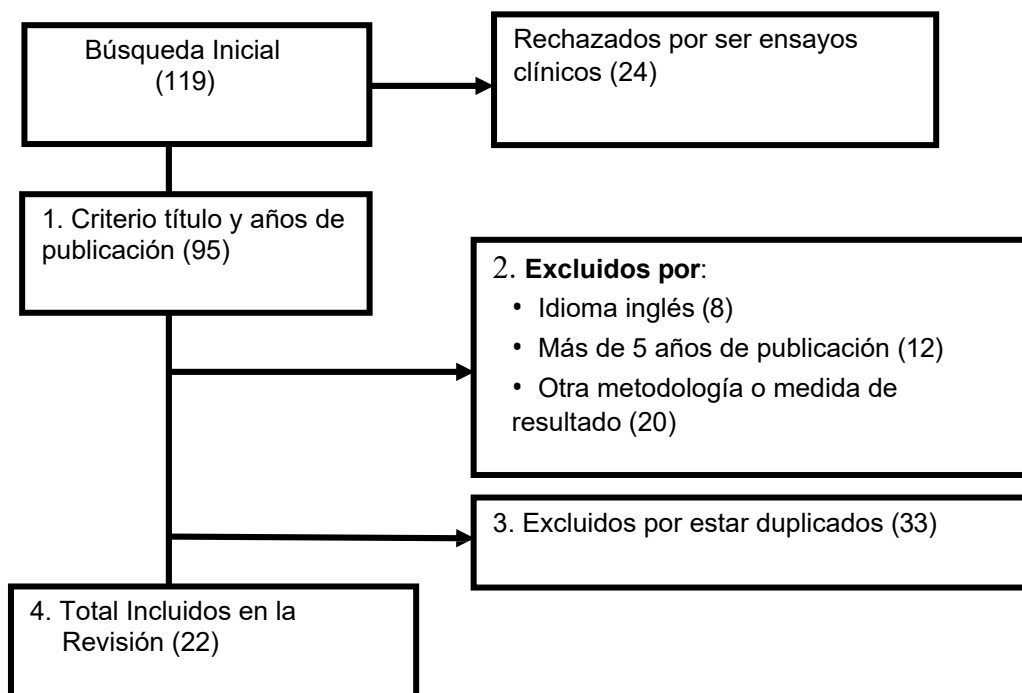 Búsqueda Inicial
(119)
Rechazados por ser ensayos
clínicos (24)
1. Criterio título y años de
publicación (95)
2. Excluidos por:
• Idioma inglés (8)
• Más de 5 años de publicación (12)
• Otra metodología o medida de
resultado (20)
3. Excluidos por estar duplicados (33)
4. Total Incluidos en la
Revisión (22)